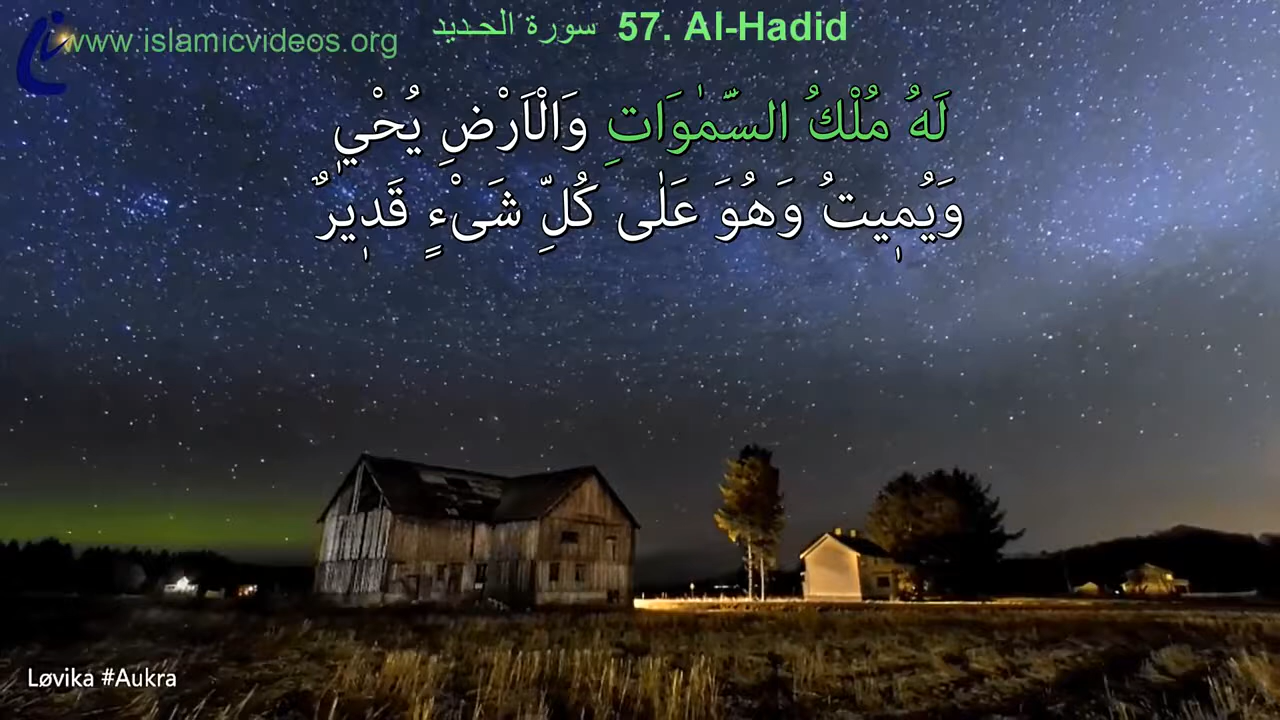 www.islamicvideos.org
سورة الحديد 57. Al-Hadid
لَهُ مُلْكُ السَّمٰوَاتِ وَالْاَرْضِ يُحْيٖ
وَيُمٖيتُ وَهُوَ عَلٰى كُلِّ شَىْءٍ قَدٖيرٌ
Løvika #Aukra